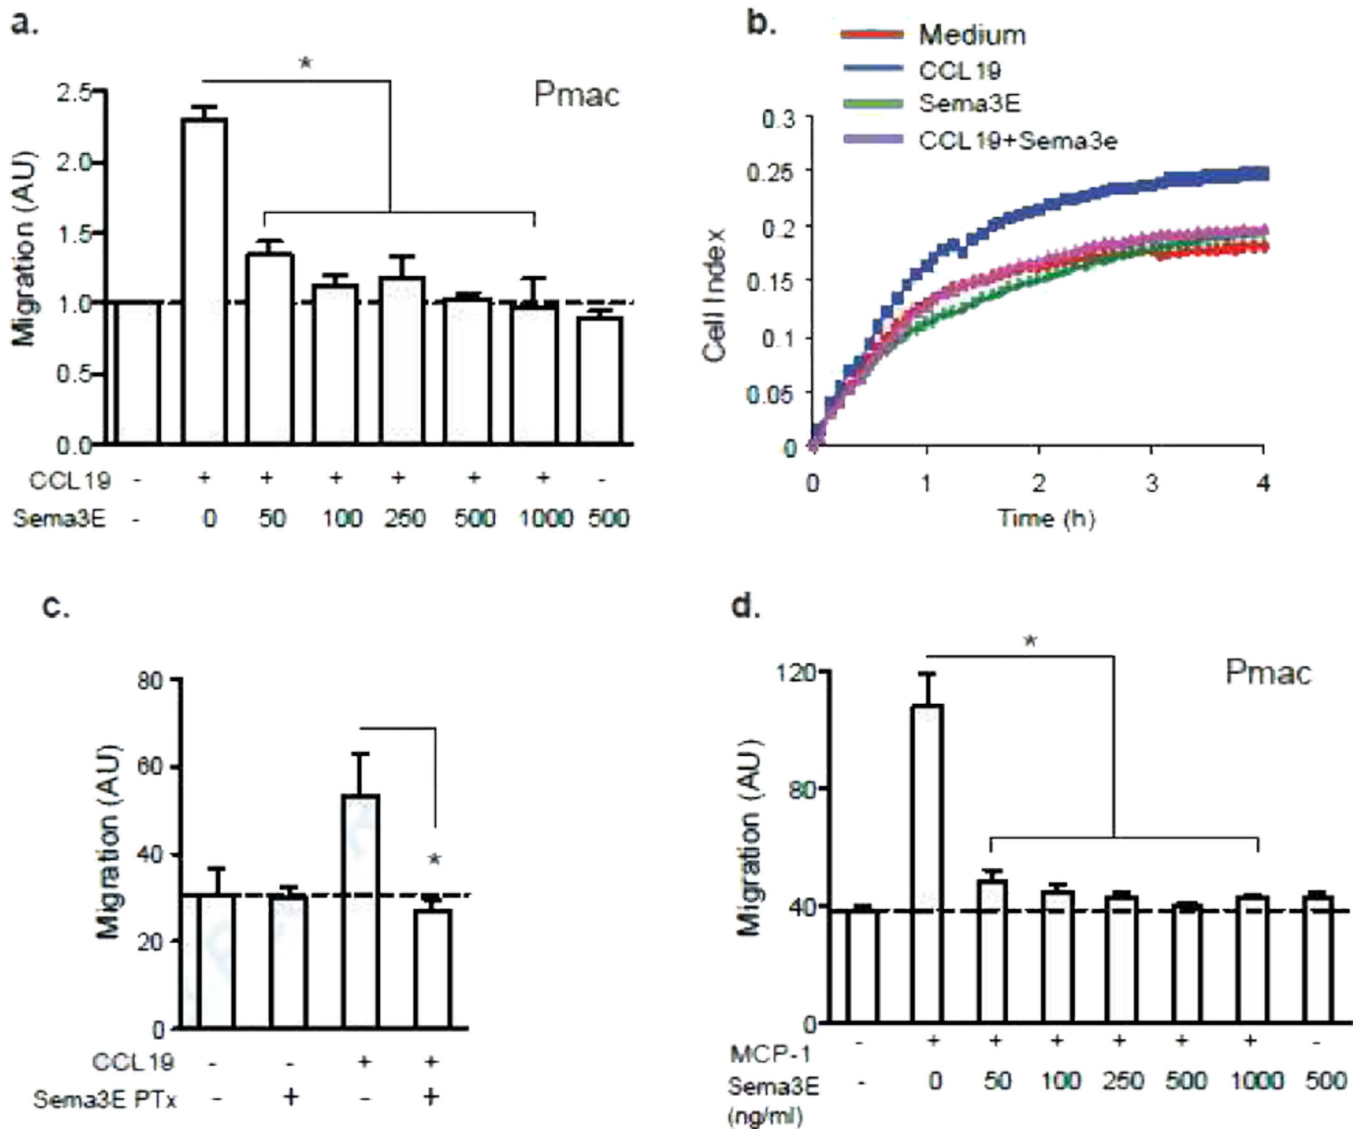 a.
*
Pmac
2.5
2.0
1.5
1.0
0.5
0.0
Migration (AU)
CCL19 - + + + + + + -
Sema3E - 0 50 100 250 500 1000 500
b.
Medium
CCL19
Sema3E
CCL19+Sema3e
0.3
0.25
0.2
0.15
0.1
0.05
0
Cell Index
0 1 2 3 4
Time (h)
c.
80
60
40
20
0
Migration (AU)
*
CCL19 - - + +
Sema3E PTx - + - +
d.
*
Pmac
120
80
40
0
Migration (AU)
MCP-1 - + + + + + + -
Sema3E - 0 50 100 250 500 1000 500
(ng/ml)